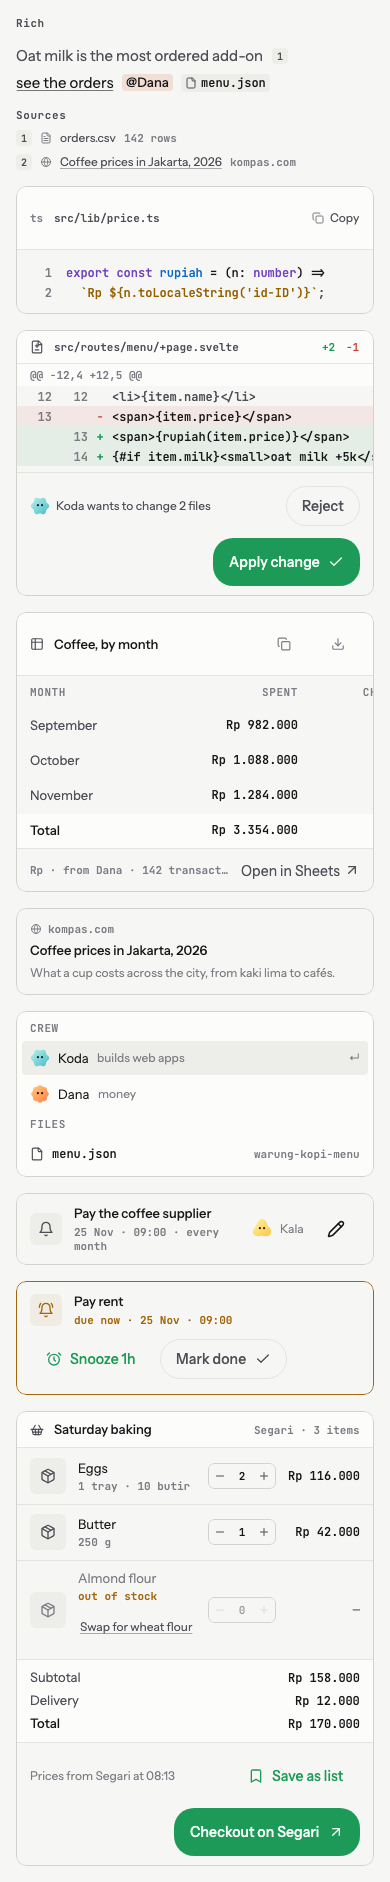 Rich
Oat milk is the most ordered add-on 1
see the orders @Dana menu.json
Sources
1 orders.csv 142 rows
2 Coffee prices in Jakarta, 2026 kompas.com
ts src/lib/price.ts Copy
1 export const rupiah = (n: number) =>
2 `Rp ${n.toLocaleString('id-ID')}`;
src/routes/menu/+page.svelte +2 -1
@@ -12,4 +12,5 @@
12 12 <li>{item.name}</li>
13 - <span>{item.price}</span>
13 + <span>{rupiah(item.price)}</span>
14 + {#if item.milk}<small>oat milk +5k</s
Koda wants to change 2 files Reject
Apply change
Coffee, by month
MONTH SPENT CH
September Rp 982.000
October Rp 1.088.000
November Rp 1.284.000
Total Rp 3.354.000
Rp · from Dana · 142 transact… Open in Sheets
kompas.com
Coffee prices in Jakarta, 2026
What a cup costs across the city, from kaki lima to cafés.
CREW
Koda builds web apps
Dana money
FILES
menu.json warung-kopi-menu
Pay the coffee supplier
25 Nov · 09:00 · every
month
Kala
Pay rent
due now · 25 Nov · 09:00
Snooze 1h Mark done
Saturday baking Segari · 3 items
Eggs
1 tray · 10 butir
− 2 + Rp 116.000
Butter
250 g
− 1 + Rp 42.000
Almond flour
out of stock
Swap for wheat flour
− 0 + –
Subtotal Rp 158.000
Delivery Rp 12.000
Total Rp 170.000
Prices from Segari at 08:13 Save as list
Checkout on Segari